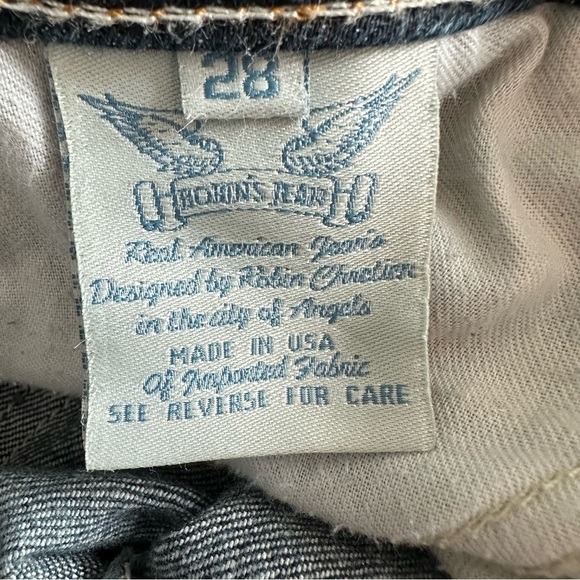 28
ROBIN'S JEAN
Real American Jean's
Designed by Robin Chretien
in the city of Angels
MADE IN USA
Of Imported Fabric
SEE REVERSE FOR CARE